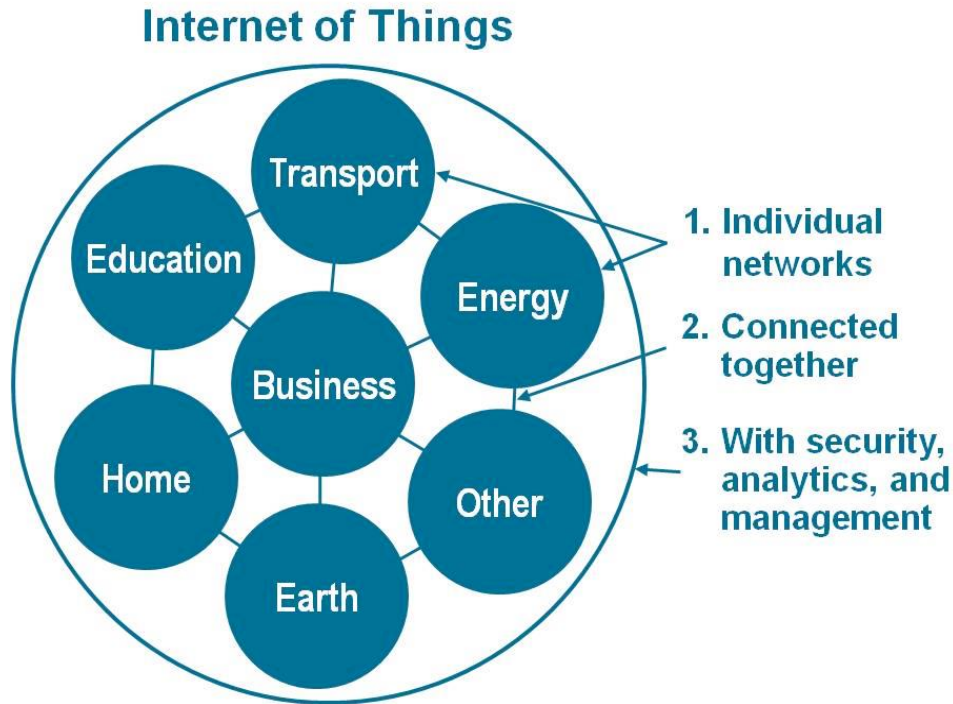 Internet of Things
Transport
Education
Energy
Business
Home
Other
Earth
1. Individual
networks
2. Connected
together
3. With security,
analytics, and
management